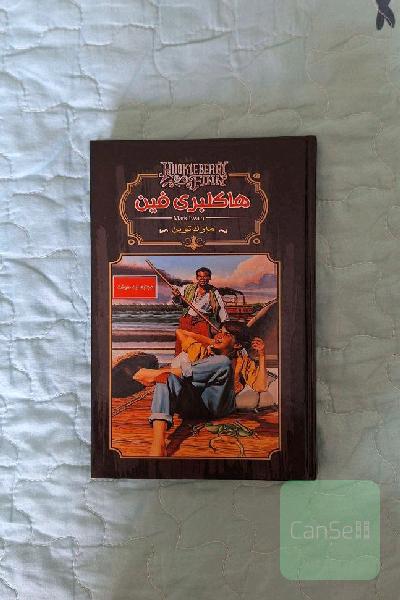 HUCKLEBERRY
FINN
هاکلبری فین
Mark Twain
مارک تواین
CanSell